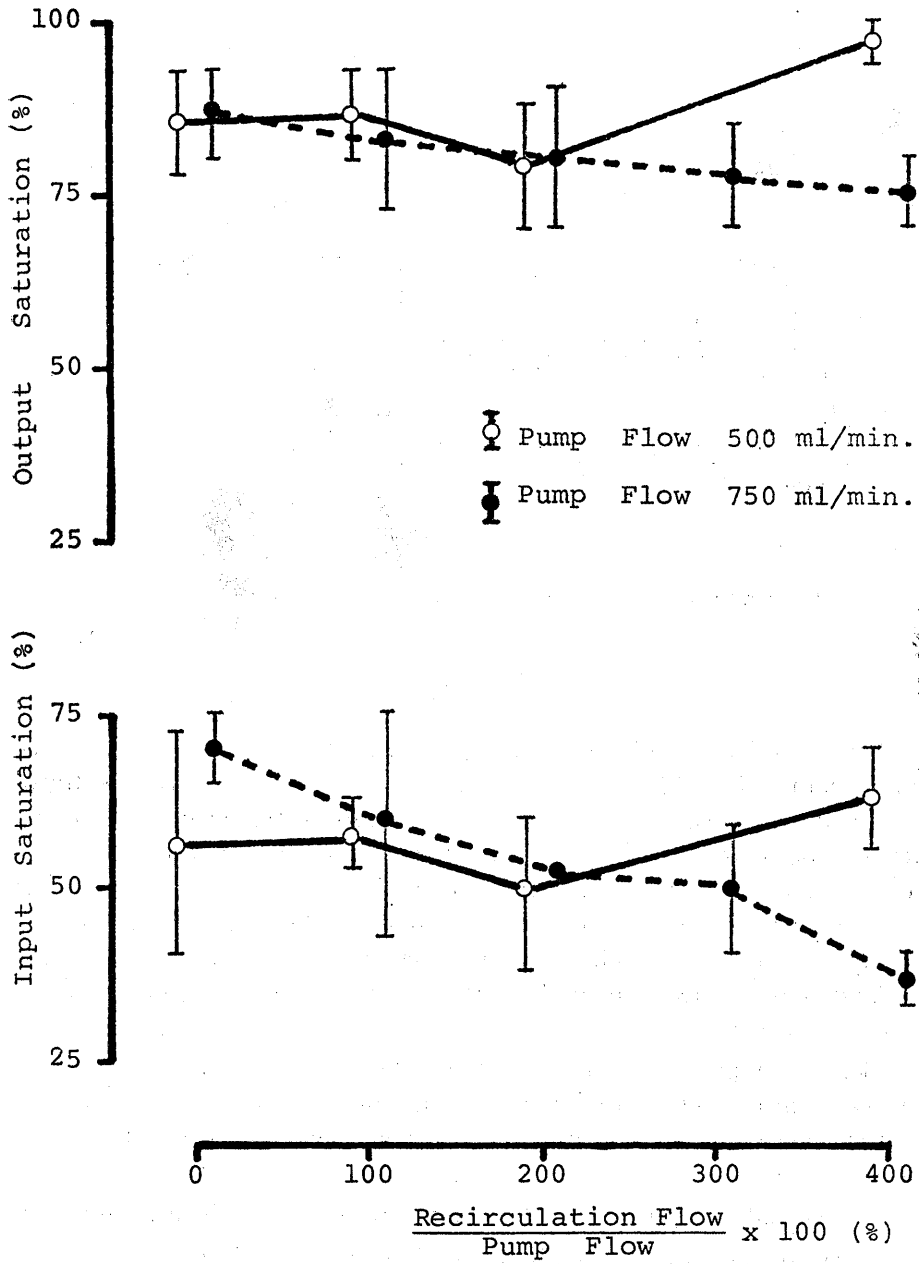 100
75
50
25
Output Saturation (%)
Pump Flow 500 ml/min.
Pump Flow 750 ml/min.
75
50
25
Input Saturation (%)
0 100 200 300 400
Recirculation Flow
Pump Flow
x 100 (%)